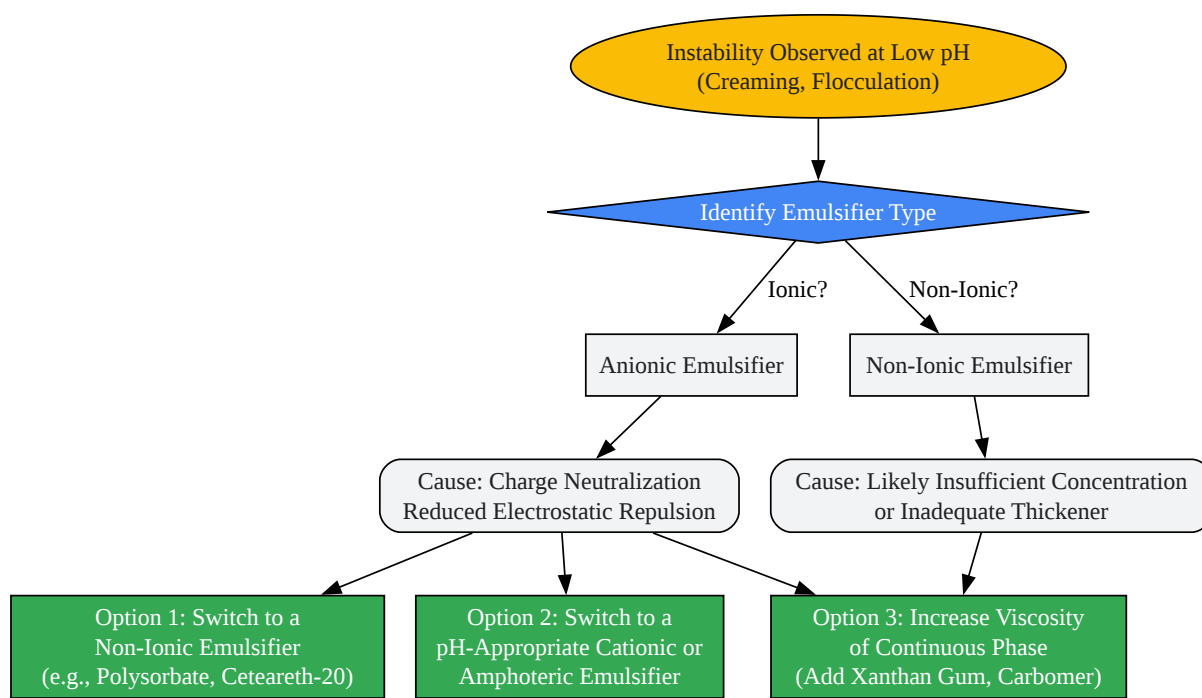 Instability Observed at Low pH
(Creaming, Flocculation)
Identify Emulsifier Type
Ionic?
Non-Ionic?
Anionic Emulsifier
Non-Ionic Emulsifier
Cause: Charge Neutralization
Reduced Electrostatic Repulsion
Cause: Likely Insufficient Concentration
or Inadequate Thickener
Option 1: Switch to a
Non-Ionic Emulsifier
(e.g., Polysorbate, Ceteareth-20)
Option 2: Switch to a
pH-Appropriate Cationic or
Amphoteric Emulsifier
Option 3: Increase Viscosity
of Continuous Phase
(Add Xanthan Gum, Carbomer)